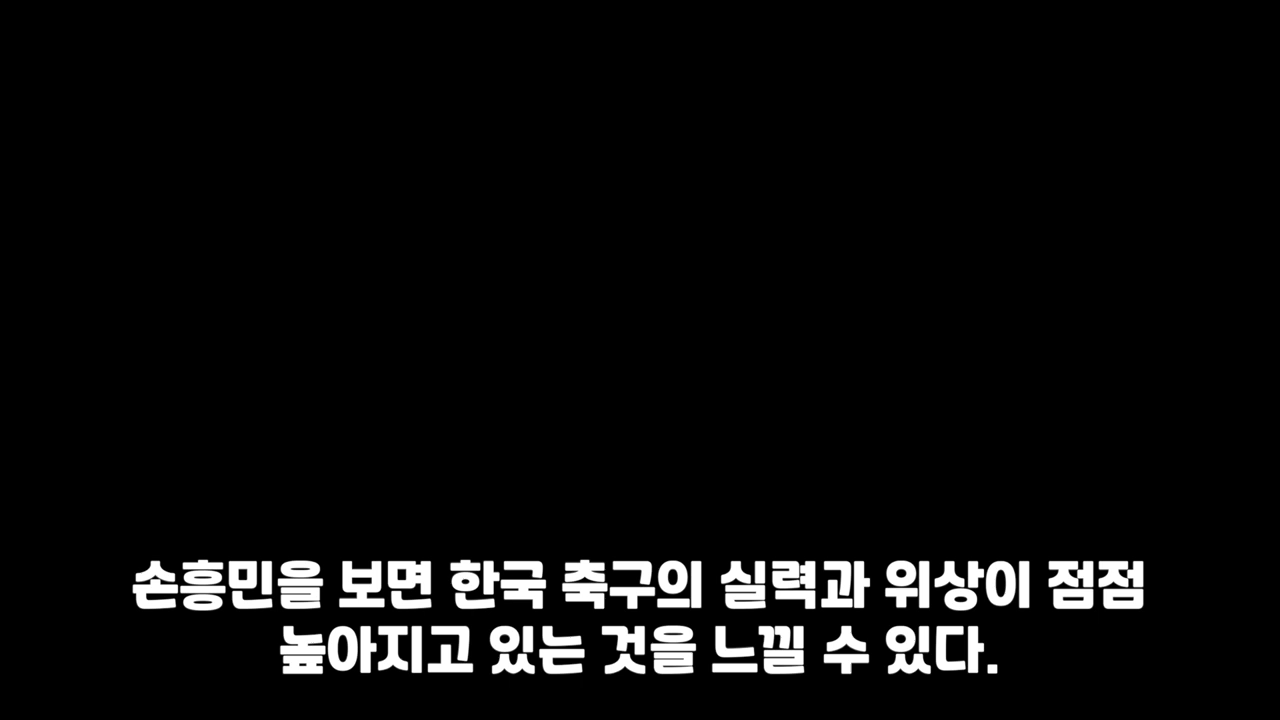 손흥민을 보면 한국 축구의 실력과 위상이 점점
높아지고 있는 것을 느낄 수 있다.